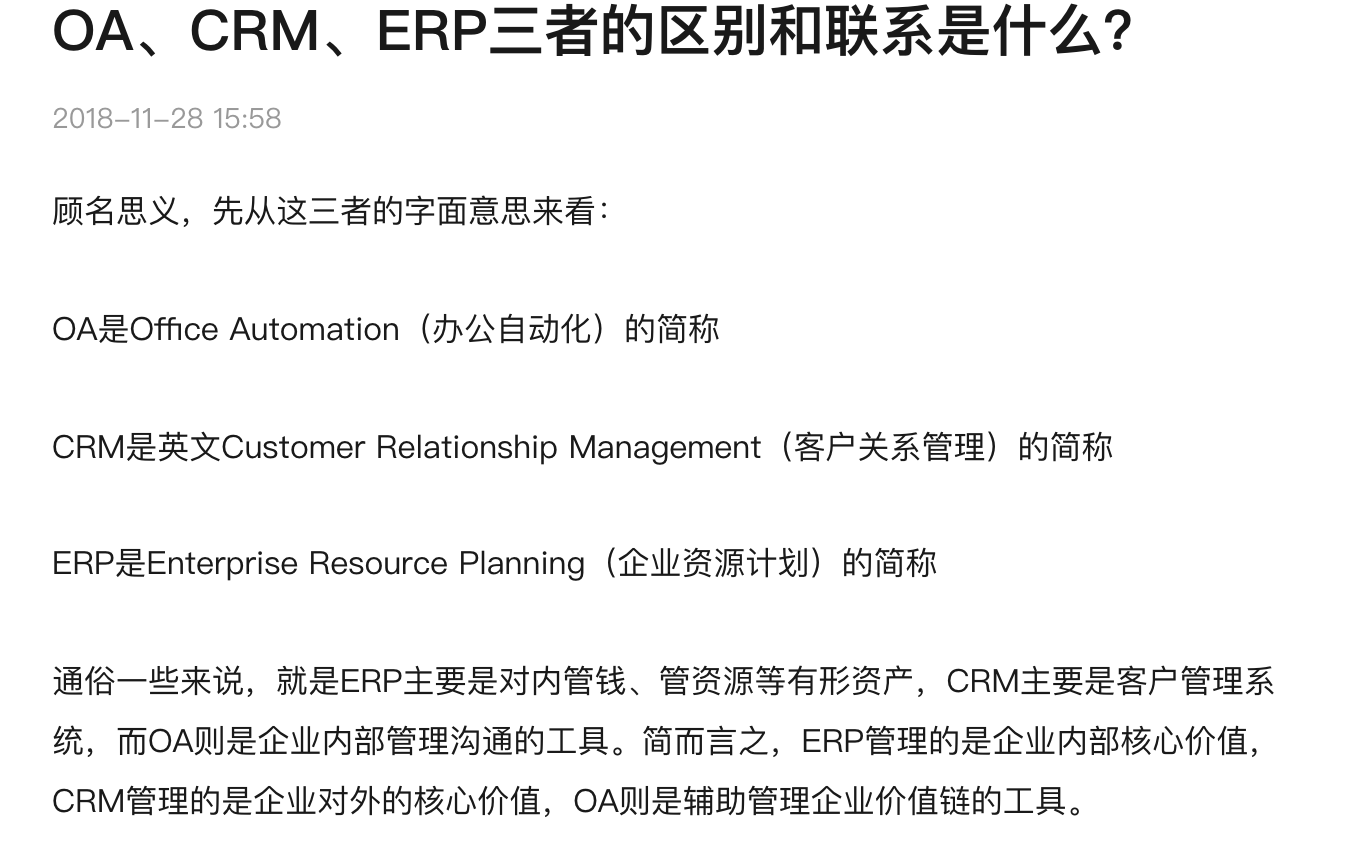 OA、CRM、ERP三者的区别和联系是什么？
2018-11-28 15:58
顾名思义，先从这三者的字面意思来看：
OA是Office Automation（办公自动化）的简称
CRM是英文Customer Relationship Management（客户关系管理）的简称
ERP是Enterprise Resource Planning（企业资源计划）的简称
通俗一些来说，就是ERP主要是对内管钱、管资源等有形资产，CRM主要是客户管理系
统，而OA则是企业内部管理沟通的工具。简而言之，ERP管理的是企业内部核心价值，
CRM管理的是企业对外的核心价值，OA则是辅助管理企业价值链的工具。